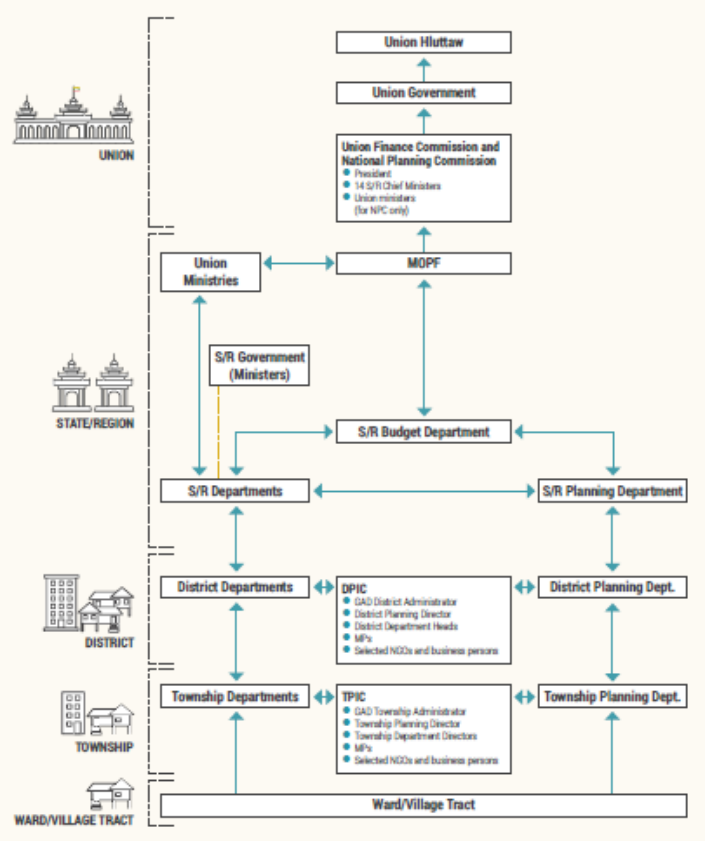 Union Hluttaw
Union Government
Union Finance Commission and
National Planning Commission
President
14 S/R Chief Ministers
Union ministers
(for NPC only)
UNION
Union
Ministries
MOPF
S/R Government
(Ministers)
STATE/REGION
S/R Budget Department
S/R Departments
S/R Planning Department
District Departments
DPIC
GAD District Administrator
District Planning Director
District Department Heads
MPs
Selected NGOs and business persons
District Planning Dept.
DISTRICT
Township Departments
TPIC
GAD Township Administrator
Township Planning Director
Township Department Directors
MPs
Selected NGOs and business persons
Township Planning Dept.
TOWNSHIP
Ward/Village Tract
WARD/VILLAGE TRACT